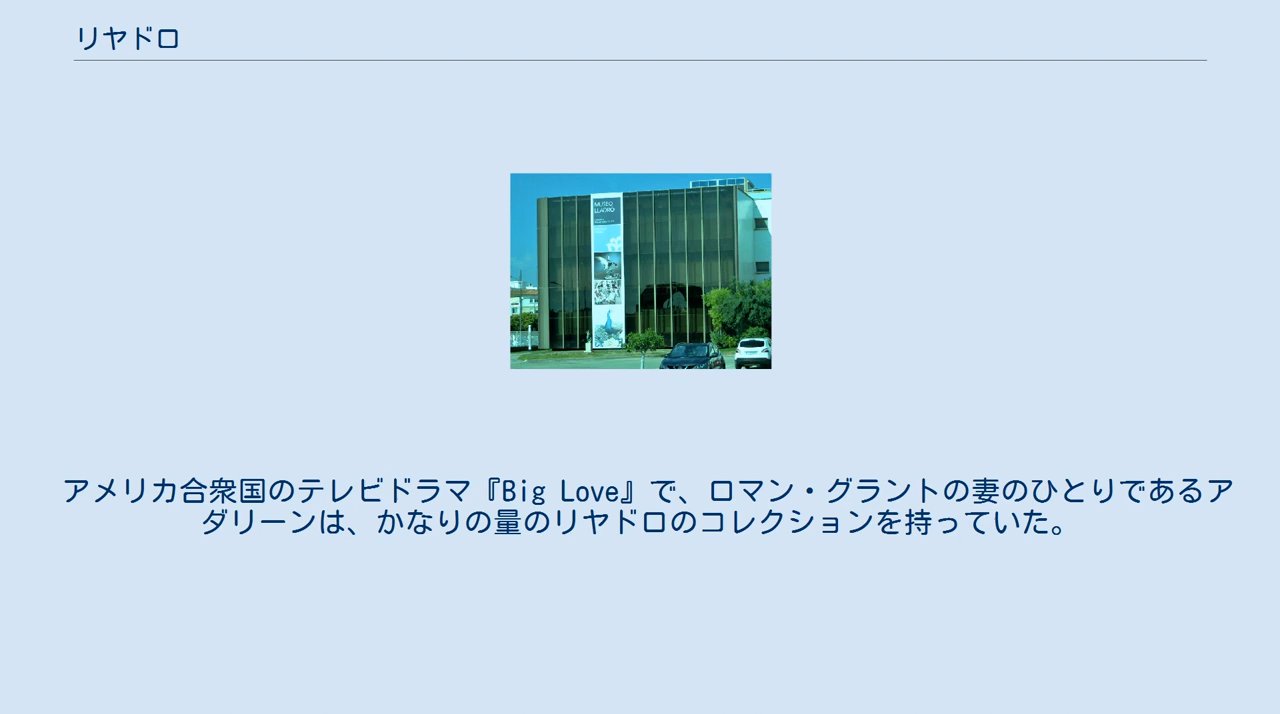 リヤドロ
MUSEO
LLADRÓ
アメリカ合衆国のテレビドラマ『Big Love』で、ロマン・グラントの妻のひとりであるア
ダリーンは、かなりの量のリヤドロのコレクションを持っていた。